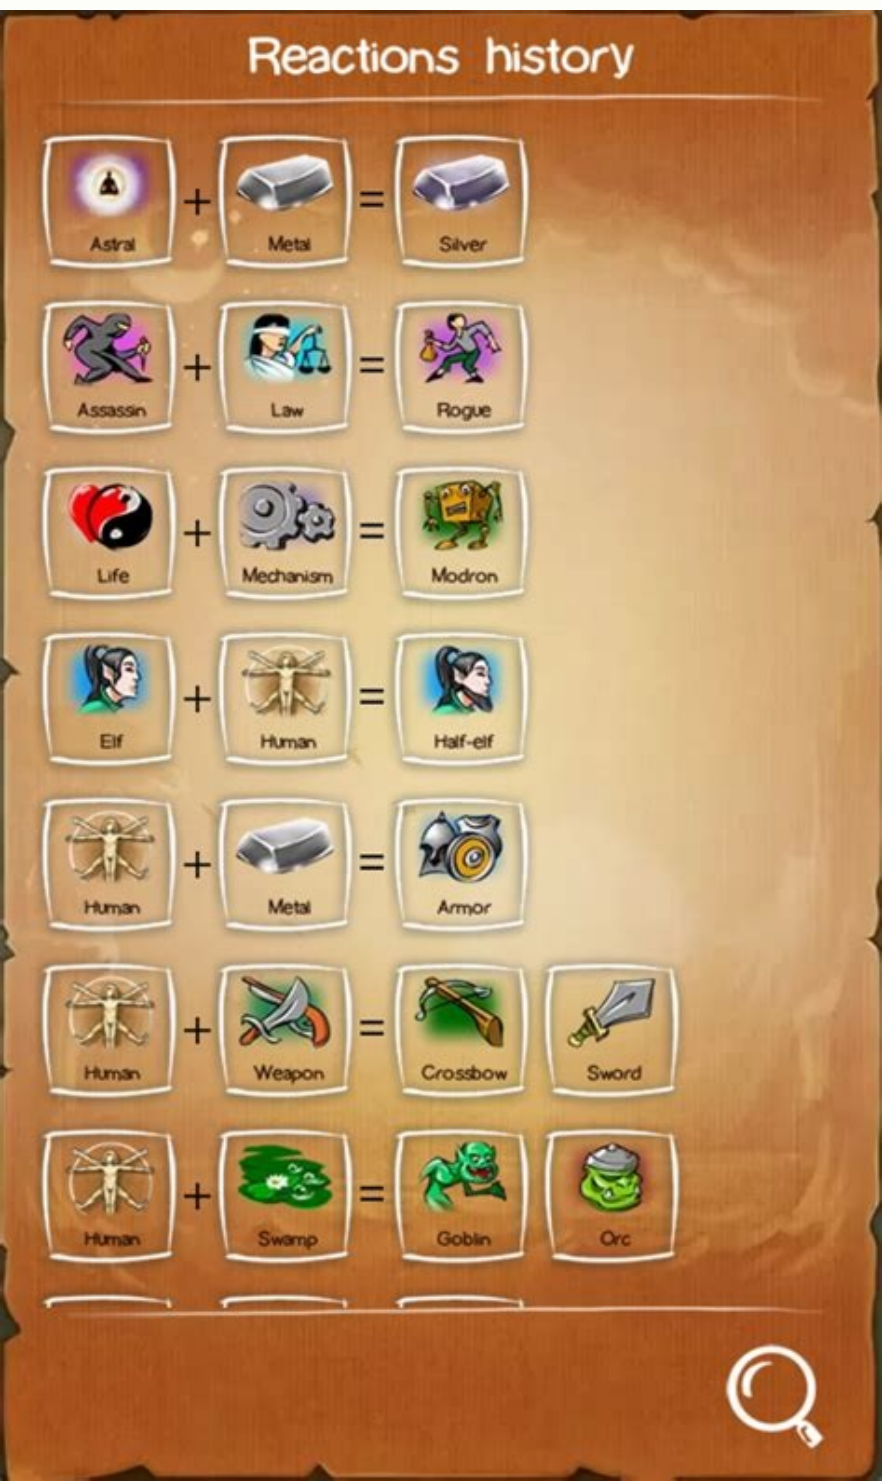 Reactions history
Astral + Metal = Silver
Assassin + Law = Rogue
Life + Mechanism = Modron
Elf + Human = Half-elf
Human + Metal = Armor
Human + Weapon = Crossbow Sword
Human + Swamp = Goblin Orc